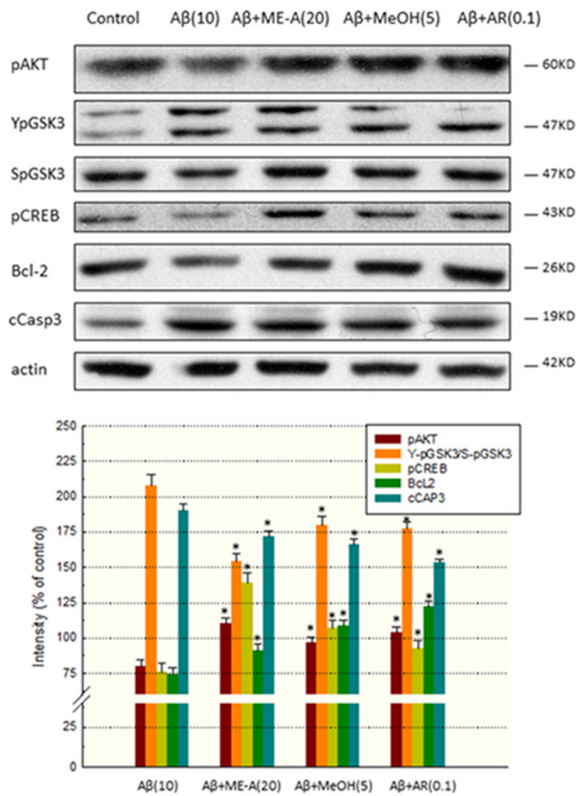 Control Aβ(10) Aβ+ME-A(20) Aβ+MeOH(5) Aβ+AR(0.1)
pAKT 60KD
YpGSK3 47KD
SpGSK3 47KD
pCREB 43KD
Bcl-2 26KD
cCasp3 19KD
actin 42KD
250
225
200
175
150
125
100
75
25
0
Intensity (% of control)
pAKT
Y-pGSK3/S-pGSK3
pCREB
BcL2
cCAP3
* * * * *
* * * * *
* * * * *
Aβ(10) Aβ+ME-A(20) Aβ+MeOH(5) Aβ+AR(0.1)